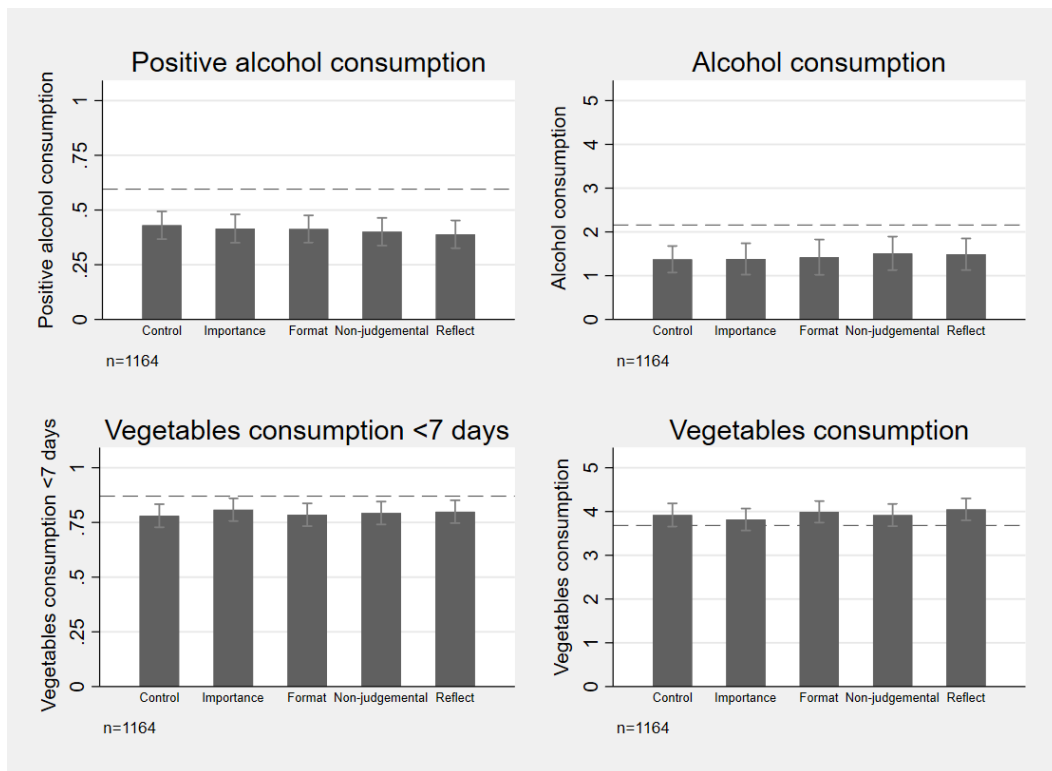 Positive alcohol consumption
Positive alcohol consumption
1
.75
.5
.25
0
Control Importance Format Non-judgemental Reflect
n=1164
Alcohol consumption
Alcohol consumption
5
4
3
2
1
0
Control Importance Format Non-judgemental Reflect
n=1164
Vegetables consumption <7 days
Vegetables consumption <7 days
1
.75
.5
.25
0
Control Importance Format Non-judgemental Reflect
n=1164
Vegetables consumption
Vegetables consumption
5
4
3
2
1
0
Control Importance Format Non-judgemental Reflect
n=1164